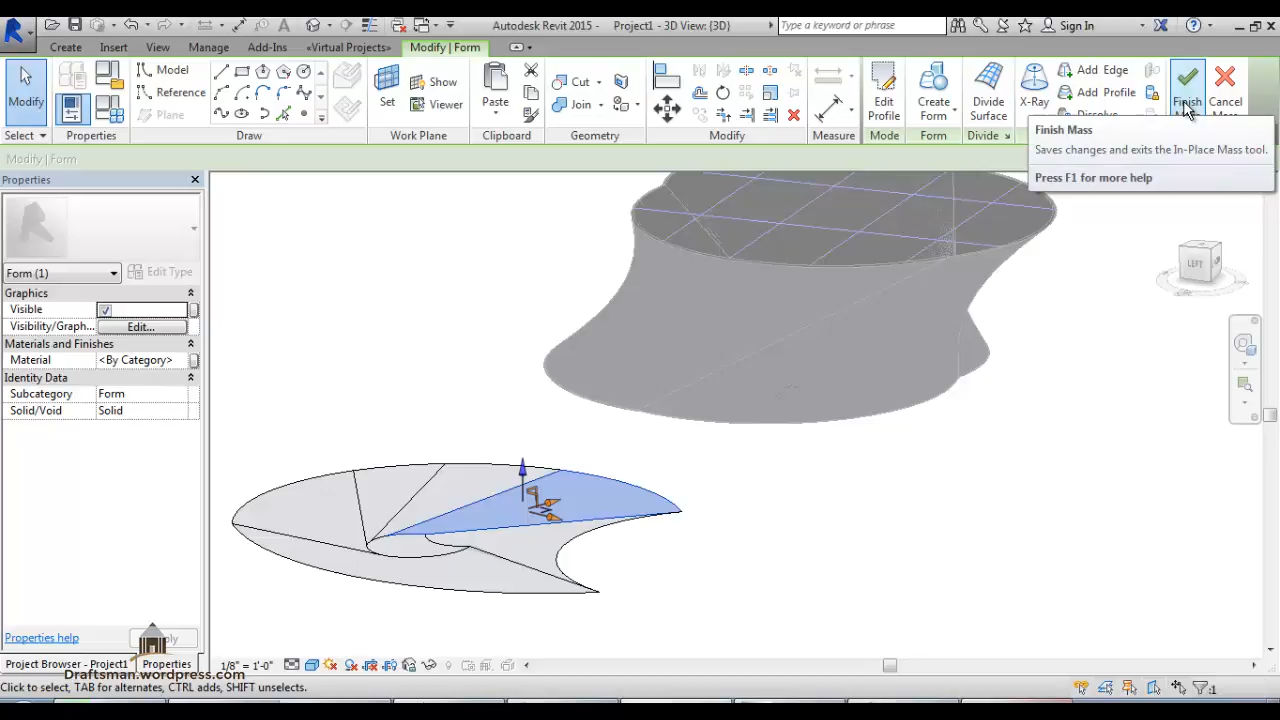 Autodesk Revit 2015 - Project1 - 3D View: {3D}
Type a keyword or phrase
Sign In
Create Insert View Manage Add-Ins «Virtual Projects» Modify | Form
Modify
Select
Properties
Model
Reference
Plane
Draw
Set
Show
Viewer
Work Plane
Paste
Clipboard
Cut
Join
Geometry
Modify
Measure
Edit
Profile
Mode
Create
Form
Form
Divide
Surface
Divide
X-Ray
Add Edge
Add Profile
Dissolve
Finish
Cancel
Finish Mass
Saves changes and exits the In-Place Mass tool.
Press F1 for more help
Modify | Form
Properties
Form (1)
Edit Type
Graphics
Visible
Visibility/Graph... Edit...
Materials and Finishes
Material <By Category>
Identity Data
Subcategory Form
Solid/Void Solid
LEFT
Properties help
Project Browser - Project1 Properties
1/8" = 1'-0"
Draftsman.wordpress.com
Click to select, TAB for alternates, CTRL adds, SHIFT unselects.
:1